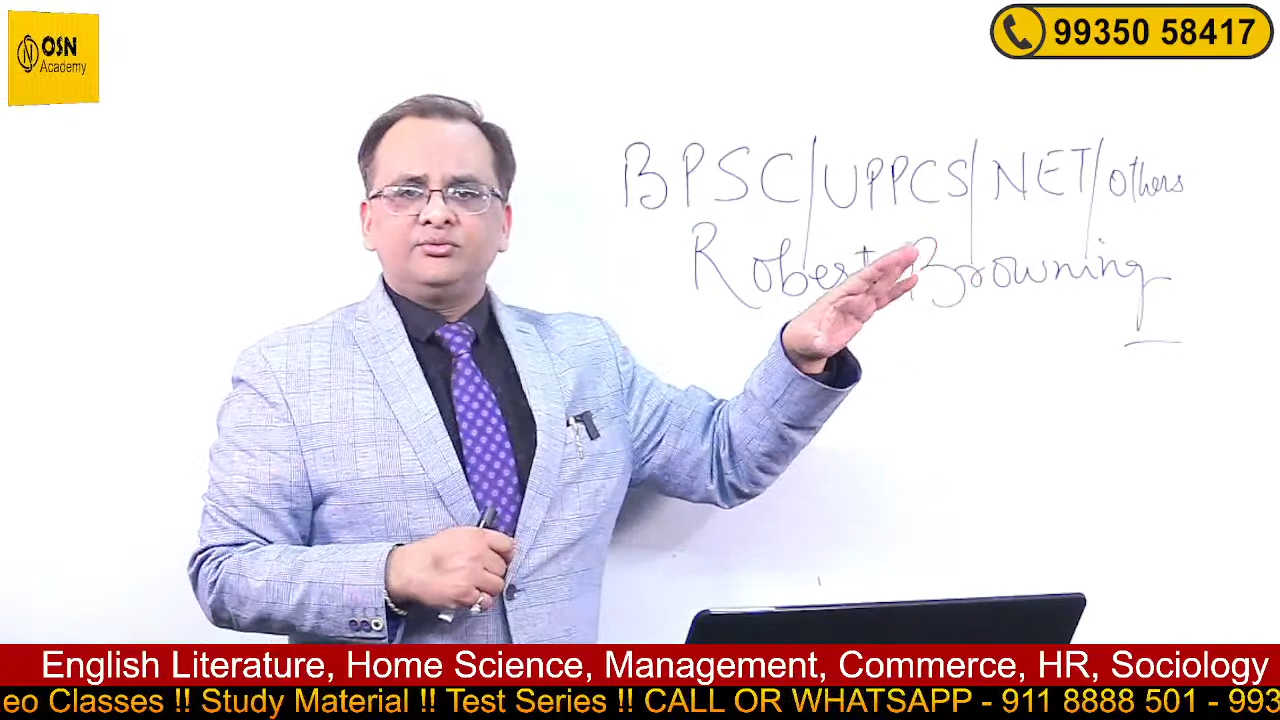 OSN
Academy
99350 58417
BPSC/UPPCS/NET/others
Robert Browning
English Literature, Home Science, Management, Commerce, HR, Sociology
eo Classes !! Study Material !! Test Series !! CALL OR WHATSAPP - 911 8888 501 - 993